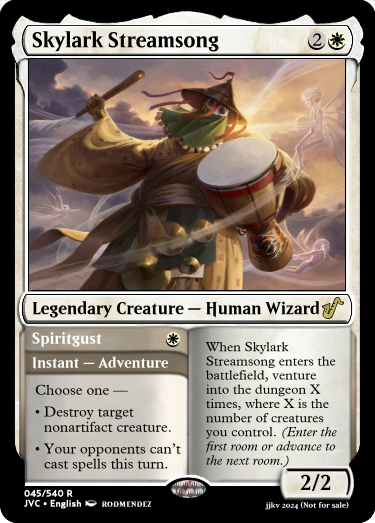 Skylark Streamsong 2
Legendary Creature — Human Wizard
Spiritgust
Instant — Adventure
Choose one —
• Destroy target
nonartifact creature.
• Your opponents can't
cast spells this turn.
When Skylark
Streamsong enters the
battlefield, venture
into the dungeon X
times, where X is the
number of creatures
you control. (Enter the
first room or advance to
the next room.)
2/2
045/540 R
JVC • English RODMENDEZ
jjkv 2024 (Not for sale)